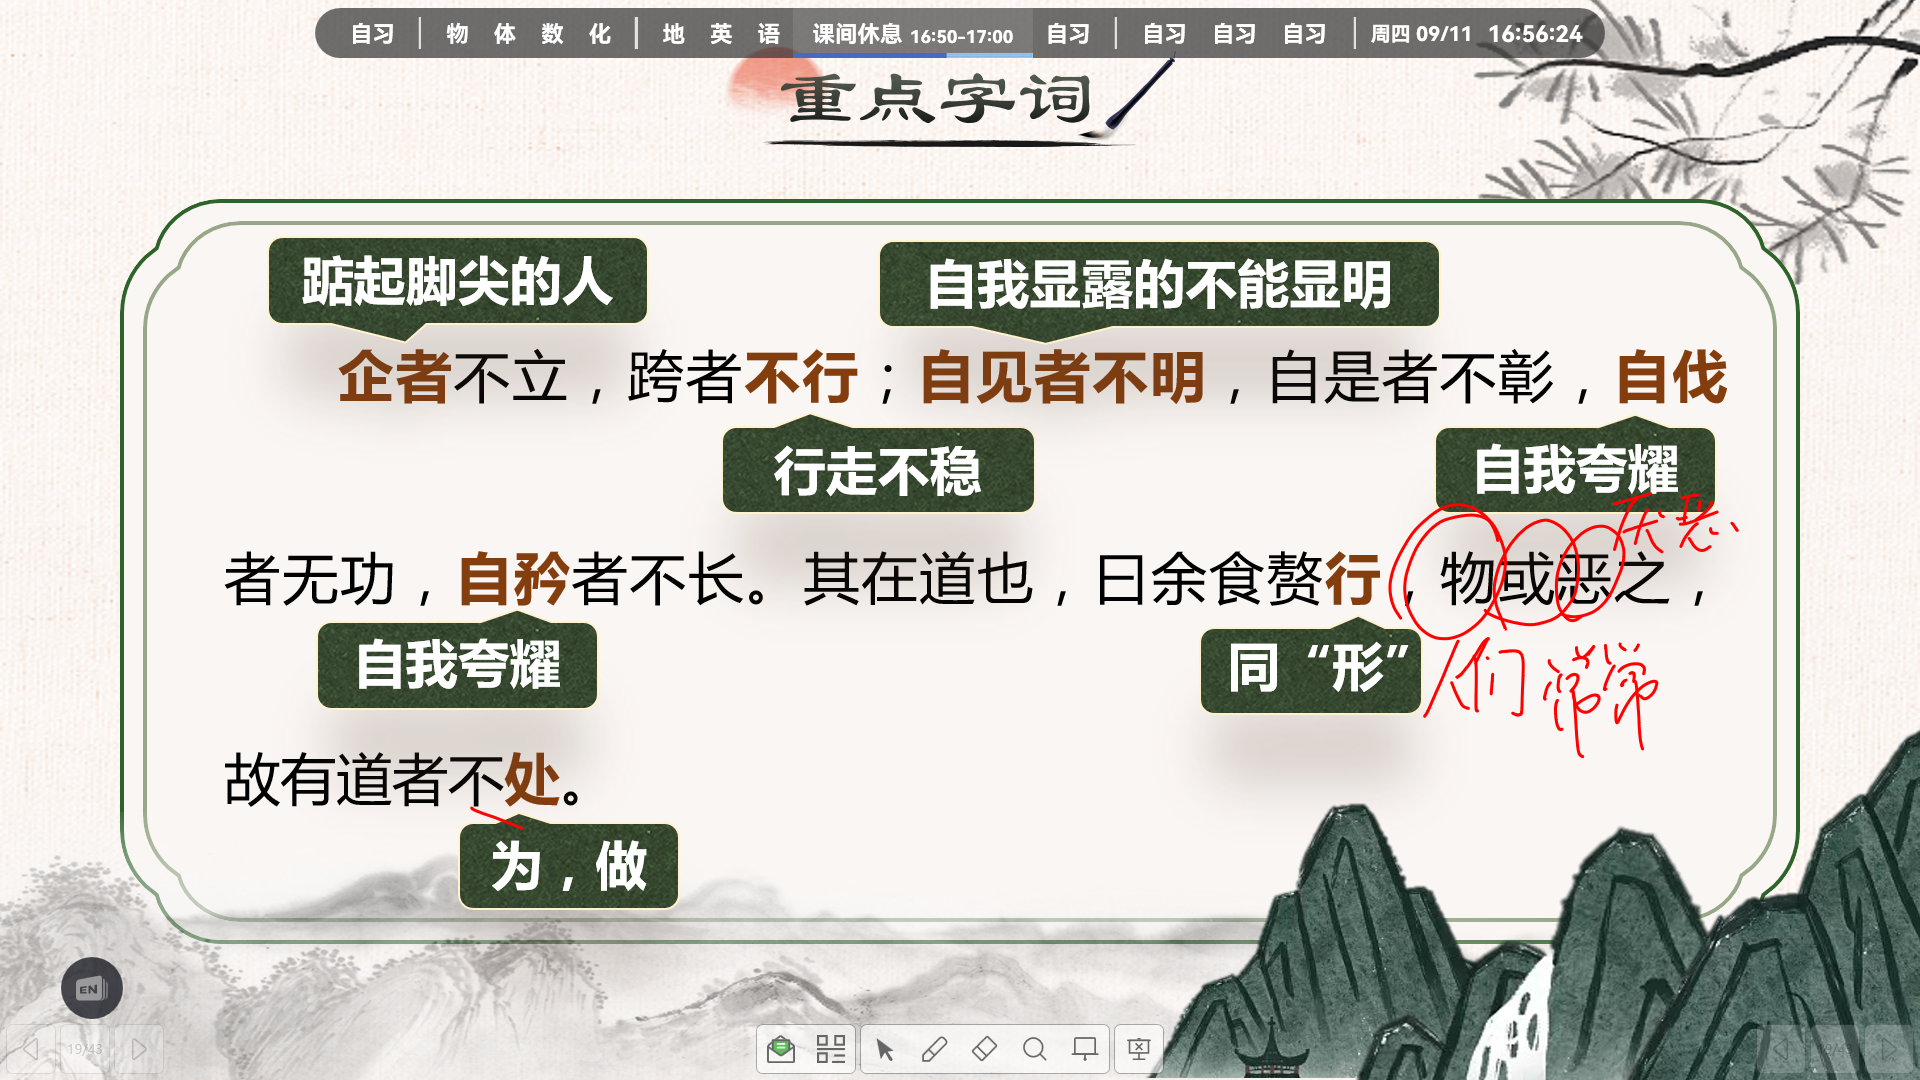 自习 物 体 数 化 地 英 语 课间休息 16:50-17:00 自习 自习 自习 自习 周四 09/11 16:56:24
重点字词
踮起脚尖的人 自我显露的不能显明
企者不立，跨者不行；自见者不明，自是者不彰，自伐
行走不稳 自我夸耀
厌恶
者无功，自矜者不长。其在道也，曰余食赘行，物或恶之，
自我夸耀 同“形” 人们 常常
故有道者不处。
为，做
EN
19/43